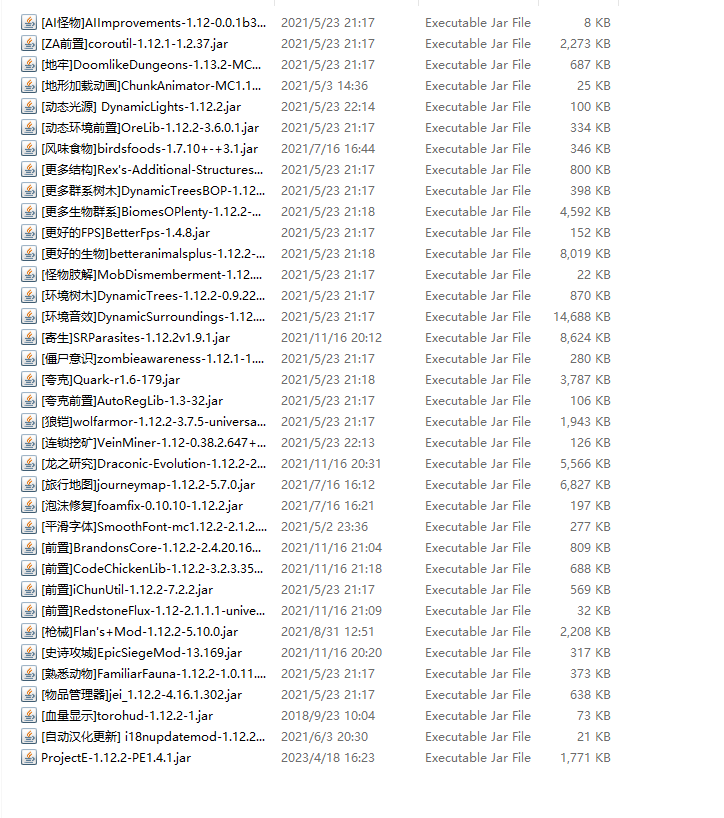 [AI怪物]AIImprovements-1.12-0.0.1b3... 2021/5/23 21:17 Executable Jar File 8 KB
[ZA前置]coroutil-1.12.1-1.2.37.jar 2021/5/23 21:17 Executable Jar File 2,273 KB
[地牢]DoomlikeDungeons-1.13.2-MC... 2021/5/23 21:17 Executable Jar File 687 KB
[地形加载动画]ChunkAnimator-MC1.1... 2021/5/3 14:36 Executable Jar File 25 KB
[动态光源] DynamicLights-1.12.2.jar 2021/5/23 22:14 Executable Jar File 100 KB
[动态环境前置]OreLib-1.12.2-3.6.0.1.jar 2021/5/23 21:17 Executable Jar File 334 KB
[风味食物]birdsfoods-1.7.10+-+3.1.jar 2021/7/16 16:44 Executable Jar File 346 KB
[更多结构]Rex's-Additional-Structures... 2021/5/23 21:17 Executable Jar File 800 KB
[更多群系树木]DynamicTreesBOP-1.12... 2021/5/23 21:17 Executable Jar File 398 KB
[更多生物群系]BiomesOPlenty-1.12.2-... 2021/5/23 21:18 Executable Jar File 4,592 KB
[更好的FPS]BetterFps-1.4.8.jar 2021/5/23 21:17 Executable Jar File 152 KB
[更好的生物]betteranimalsplus-1.12.2-... 2021/5/23 21:18 Executable Jar File 8,019 KB
[怪物肢解]MobDismemberment-1.12.... 2021/5/23 21:17 Executable Jar File 22 KB
[环境树木]DynamicTrees-1.12.2-0.9.22... 2021/5/23 21:17 Executable Jar File 870 KB
[环境音效]DynamicSurroundings-1.12.... 2021/5/23 21:17 Executable Jar File 14,688 KB
[寄生]SRParasites-1.12.2v1.9.1.jar 2021/11/16 20:12 Executable Jar File 8,624 KB
[僵尸意识]zombieawareness-1.12.1-1.... 2021/5/23 21:17 Executable Jar File 280 KB
[夸克]Quark-r1.6-179.jar 2021/5/23 21:18 Executable Jar File 3,787 KB
[夸克前置]AutoRegLib-1.3-32.jar 2021/5/23 21:17 Executable Jar File 106 KB
[狼铠]wolfarmor-1.12.2-3.7.5-universa... 2021/5/23 21:17 Executable Jar File 1,943 KB
[连锁挖矿]VeinMiner-1.12-0.38.2.647+... 2021/5/23 22:13 Executable Jar File 126 KB
[龙之研究]Draconic-Evolution-1.12.2-2... 2021/11/16 20:31 Executable Jar File 5,566 KB
[旅行地图]journeymap-1.12.2-5.7.0.jar 2021/7/16 16:12 Executable Jar File 6,827 KB
[泡沫修复]foamfix-0.10.10-1.12.2.jar 2021/7/16 16:21 Executable Jar File 197 KB
[平滑字体]SmoothFont-mc1.12.2-2.1.2.... 2021/5/2 23:36 Executable Jar File 277 KB
[前置]BrandonsCore-1.12.2-2.4.20.16... 2021/11/16 21:04 Executable Jar File 809 KB
[前置]CodeChickenLib-1.12.2-3.2.3.35... 2021/11/16 21:18 Executable Jar File 688 KB
[前置]iChunUtil-1.12.2-7.2.2.jar 2021/5/23 21:17 Executable Jar File 569 KB
[前置]RedstoneFlux-1.12-2.1.1.1-unive... 2021/11/16 21:09 Executable Jar File 32 KB
[枪械]Flan's+Mod-1.12.2-5.10.0.jar 2021/8/31 12:51 Executable Jar File 2,208 KB
[史诗攻城]EpicSiegeMod-13.169.jar 2021/11/16 20:20 Executable Jar File 317 KB
[熟悉动物]FamiliarFauna-1.12.2-1.0.11.... 2021/5/23 21:17 Executable Jar File 373 KB
[物品管理器]jei_1.12.2-4.16.1.302.jar 2021/5/23 21:17 Executable Jar File 638 KB
[血量显示]torohud-1.12.2-1.jar 2018/9/23 10:04 Executable Jar File 73 KB
[自动汉化更新] i18nupdatemod-1.12.2... 2021/6/3 20:30 Executable Jar File 21 KB
ProjectE-1.12.2-PE1.4.1.jar 2023/4/18 16:23 Executable Jar File 1,771 KB